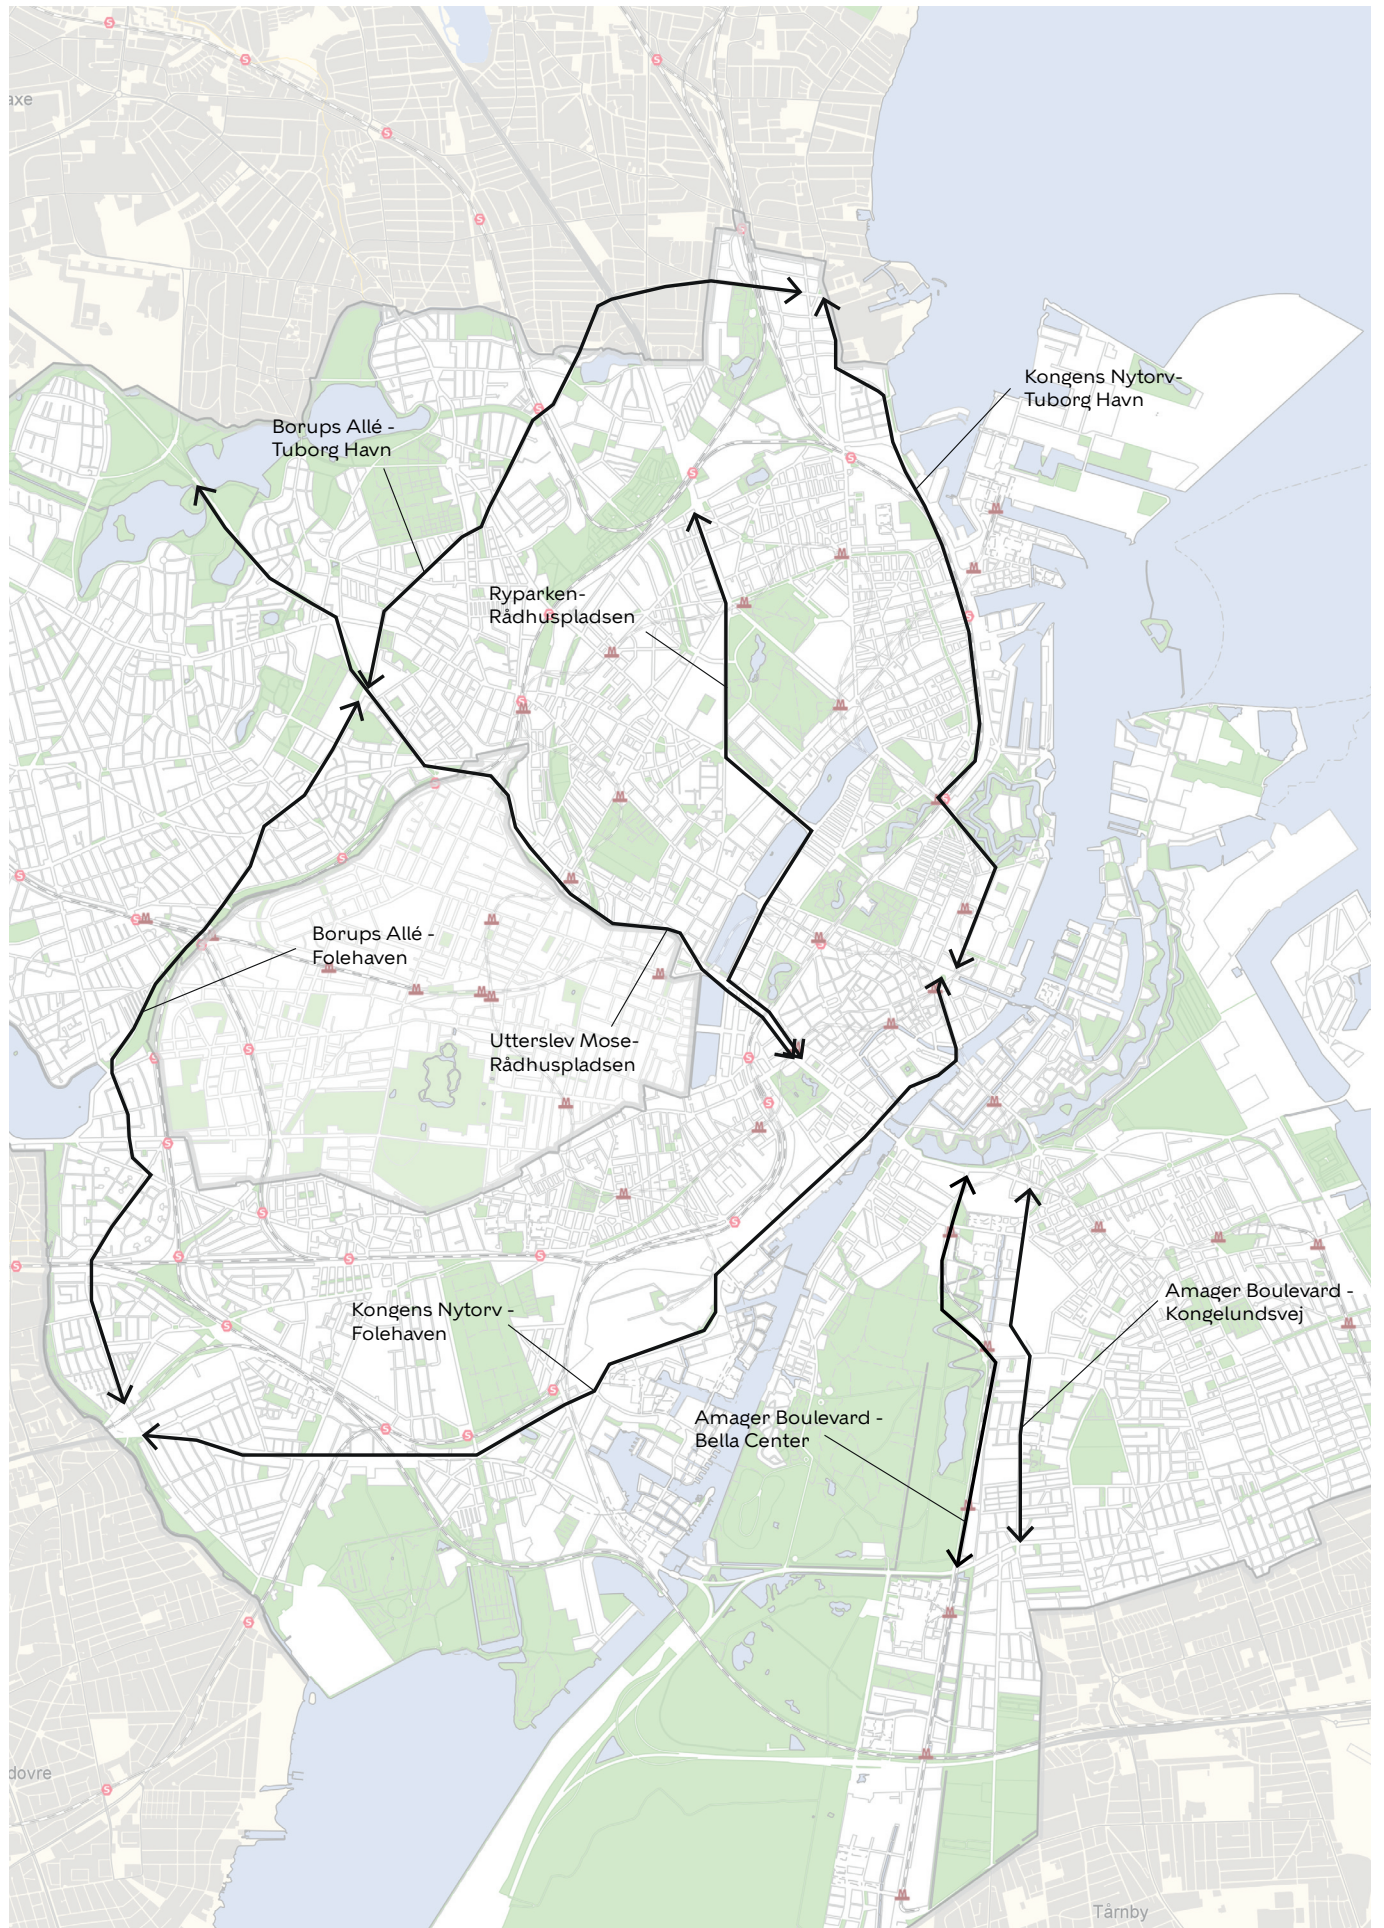 axe
Kongens Nytorv-
Tuborg Havn
Borups Allé -
Tuborg Havn
Ryparken-
Rådhuspladsen
Borups Allé -
Folehaven
Utterslev Mose-
Rådhuspladsen
Kongens Nytorv -
Folehaven
Amager Boulevard -
Kongelundsvej
Amager Boulevard -
Bella Center
dovre
Tårnby